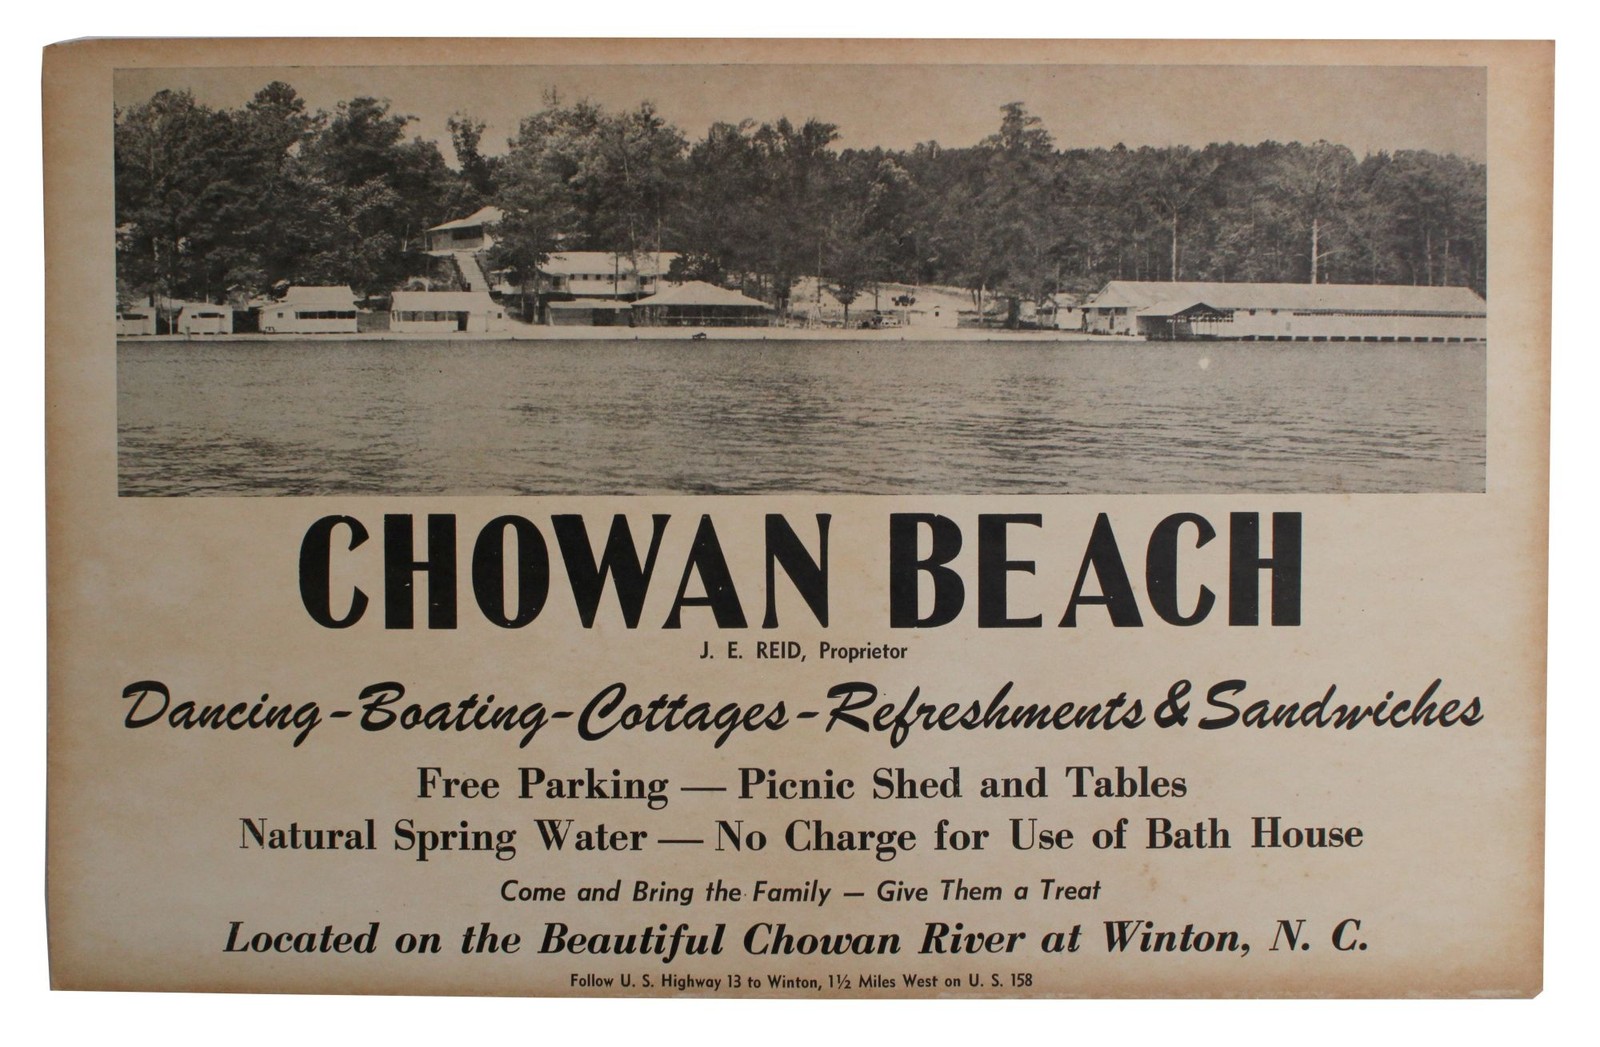 CHOWAN BEACH
J. E. REID, Proprietor
Dancing - Boating - Cottages - Refreshments & Sandwiches
Free Parking — Picnic Shed and Tables
Natural Spring Water — No Charge for Use of Bath House
Come and Bring the Family — Give Them a Treat
Located on the Beautiful Chowan River at Winton, N. C.
Follow U. S. Highway 13 to Winton, 1½ Miles West on U. S. 158